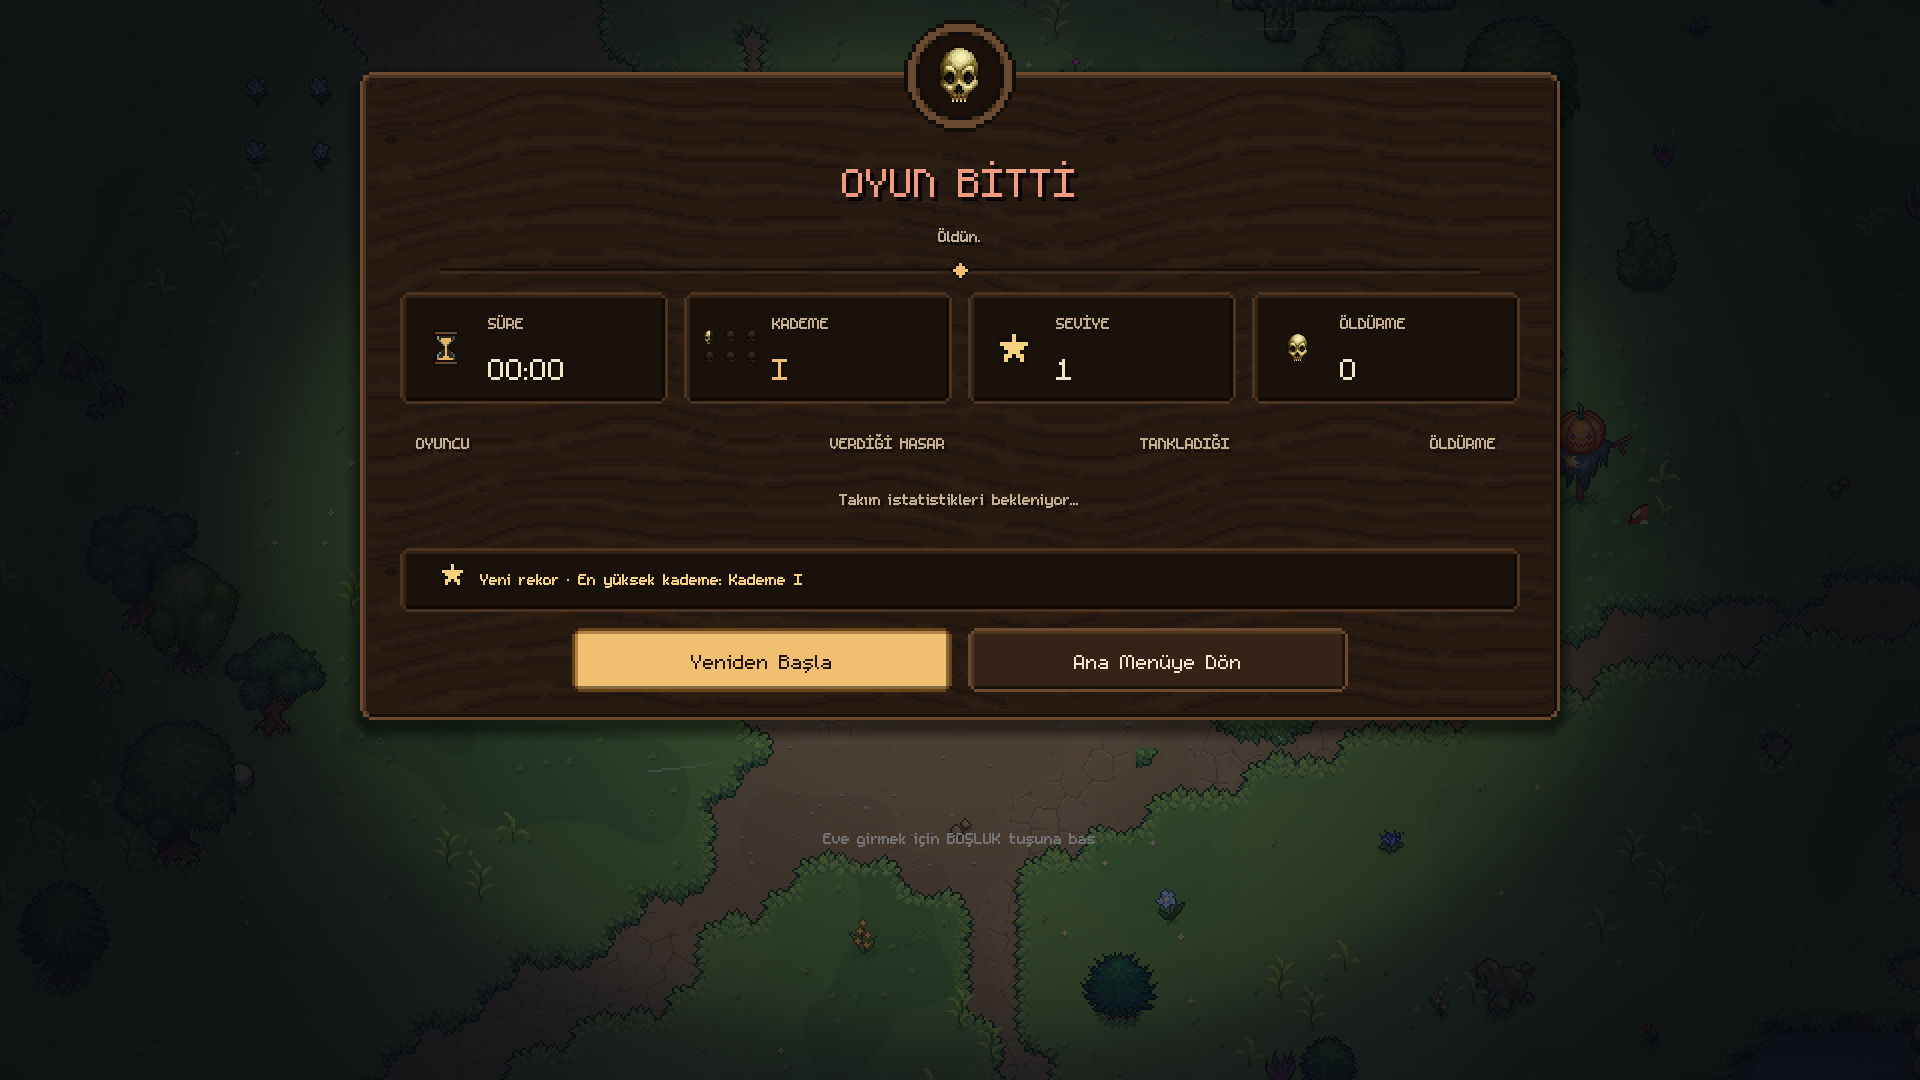 OYUN BİTTİ
Öldün.
SÜRE
00:00
KADEME
I
SEVİYE
1
ÖLDÜRME
0
OYUNCU VERDİĞİ HASAR TANKLADIĞI ÖLDÜRME
Takım istatistikleri bekleniyor...
Yeni rekor · En yüksek kademe: Kademe I
Yeniden Başla
Ana Menüye Dön
Eve girmek için BOŞLUK tuşuna bas